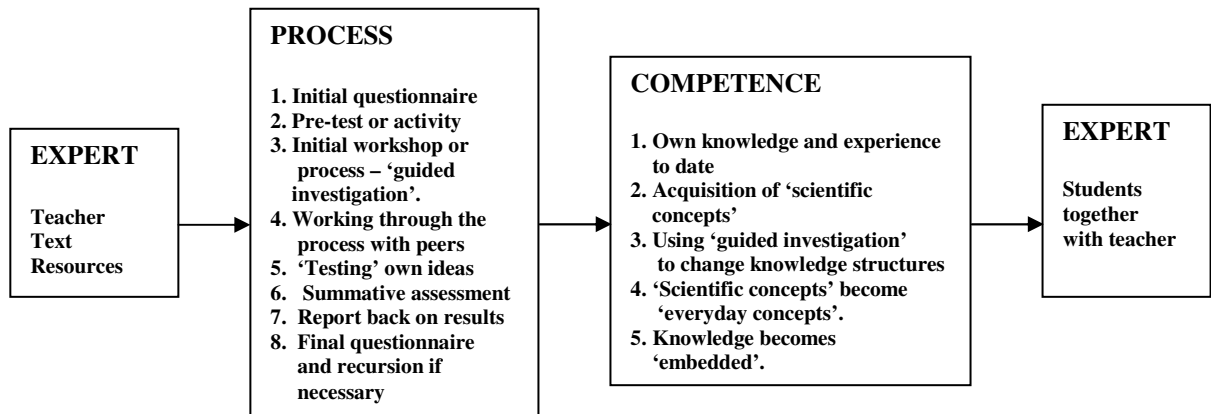 EXPERT
Teacher
Text
Resources
PROCESS
1. Initial questionnaire
2. Pre-test or activity
3. Initial workshop or
process – ‘guided
investigation’.
4. Working through the
process with peers
5. ‘Testing’ own ideas
6. Summative assessment
7. Report back on results
8. Final questionnaire
and recursion if
necessary
COMPETENCE
1. Own knowledge and experience
to date
2. Acquisition of ‘scientific
concepts’
3. Using ‘guided investigation’
to change knowledge structures
4. ‘Scientific concepts’ become
‘everyday concepts’.
5. Knowledge becomes
‘embedded’.
EXPERT
Students
together
with teacher